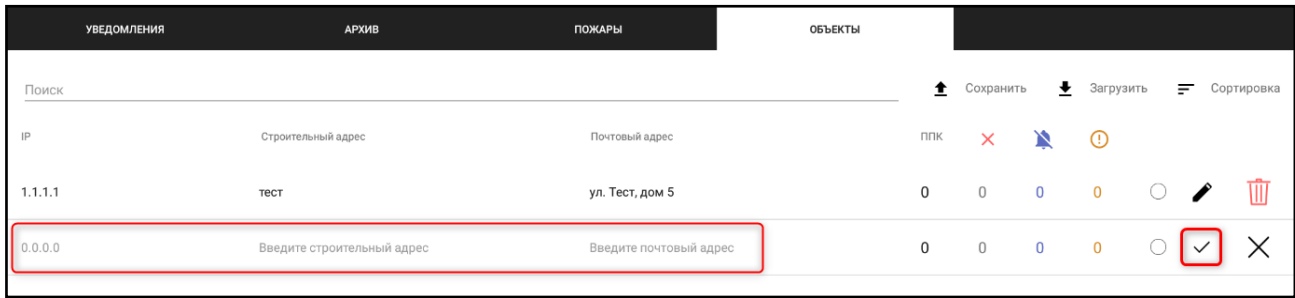 УВЕДОМЛЕНИЯ АРХИВ ПОЖАРЫ ОБЪЕКТЫ
Поиск Сохранить Загрузить Сортировка
IP Строительный адрес Почтовый адрес ППК
1.1.1.1 тест ул. Тест, дом 5 0 0 0 0
0.0.0.0 Введите строительный адрес Введите почтовый адрес 0 0 0 0